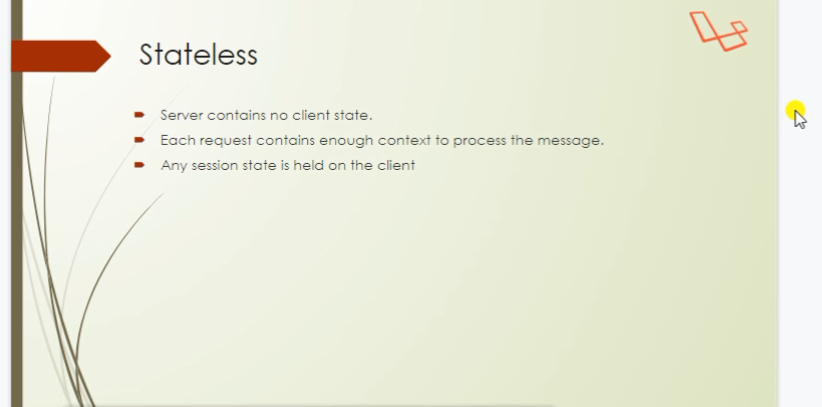 Stateless
Server contains no client state.
Each request contains enough context to process the message.
Any session state is held on the client